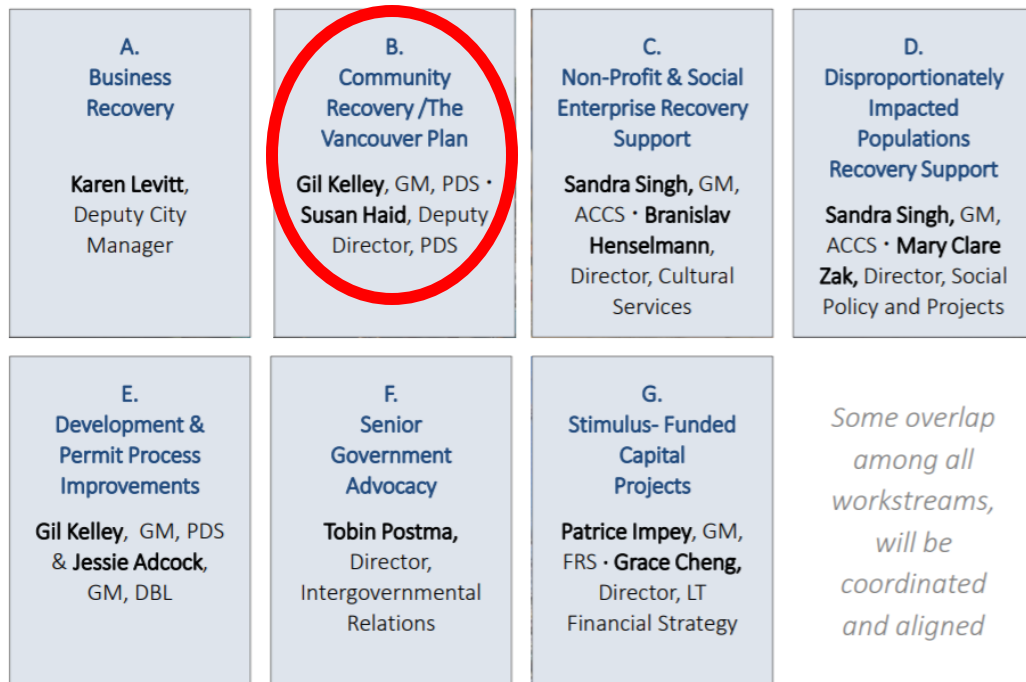 A.
Business
Recovery
Karen Levitt,
Deputy City
Manager
B.
Community
Recovery /The
Vancouver Plan
Gil Kelley, GM, PDS ·
Susan Haid, Deputy
Director, PDS
C.
Non-Profit & Social
Enterprise Recovery
Support
Sandra Singh, GM,
ACCS · Branislav
Henselmann,
Director, Cultural
Services
D.
Disproportionately
Impacted
Populations
Recovery Support
Sandra Singh, GM,
ACCS · Mary Clare
Zak, Director, Social
Policy and Projects
E.
Development &
Permit Process
Improvements
Gil Kelley, GM, PDS
& Jessie Adcock,
GM, DBL
F.
Senior
Government
Advocacy
Tobin Postma,
Director,
Intergovernmental
Relations
G.
Stimulus- Funded
Capital
Projects
Patrice Impey, GM,
FRS · Grace Cheng,
Director, LT
Financial Strategy
Some overlap
among all
workstreams,
will be
coordinated
and aligned